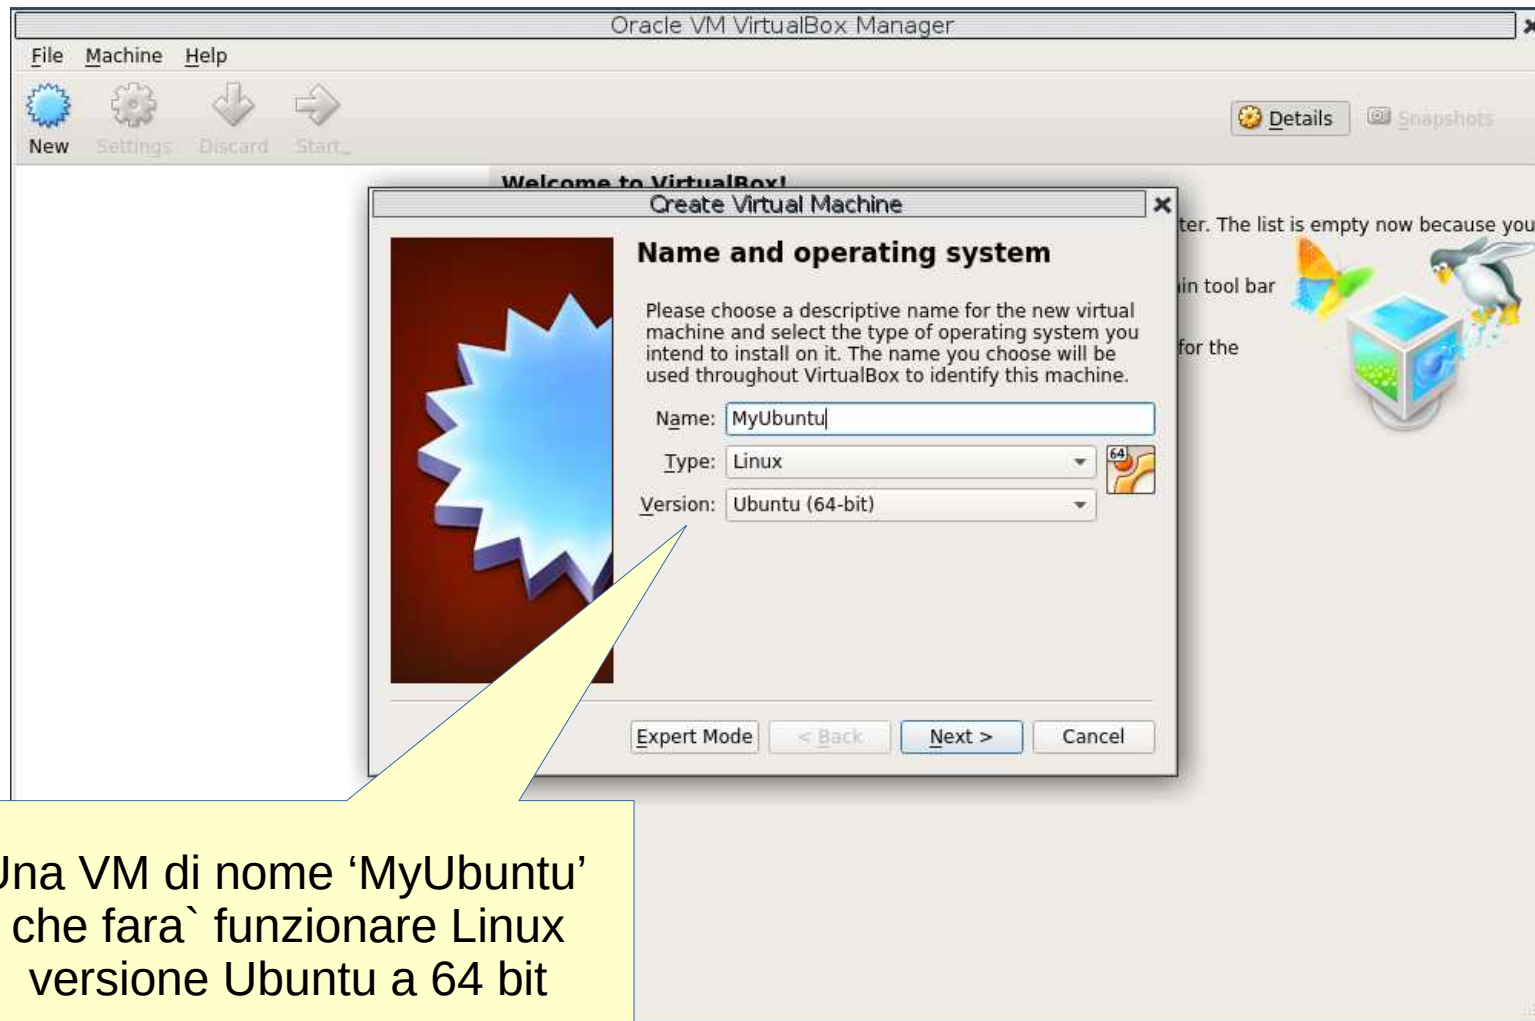 Oracle VM VirtualBox Manager
File Machine Help
New Settings Discard Start...
Details Snapshots
Welcome to VirtualBox!
Create Virtual Machine
ter. The list is empty now because you
in tool bar
for the
Name and operating system
Please choose a descriptive name for the new virtual
machine and select the type of operating system you
intend to install on it. The name you choose will be
used throughout VirtualBox to identify this machine.
Name: MyUbuntu
Type: Linux
64
Version: Ubuntu (64-bit)
Expert Mode < Back Next > Cancel
Una VM di nome ‘MyUbuntu’
che fara` funzionare Linux
versione Ubuntu a 64 bit